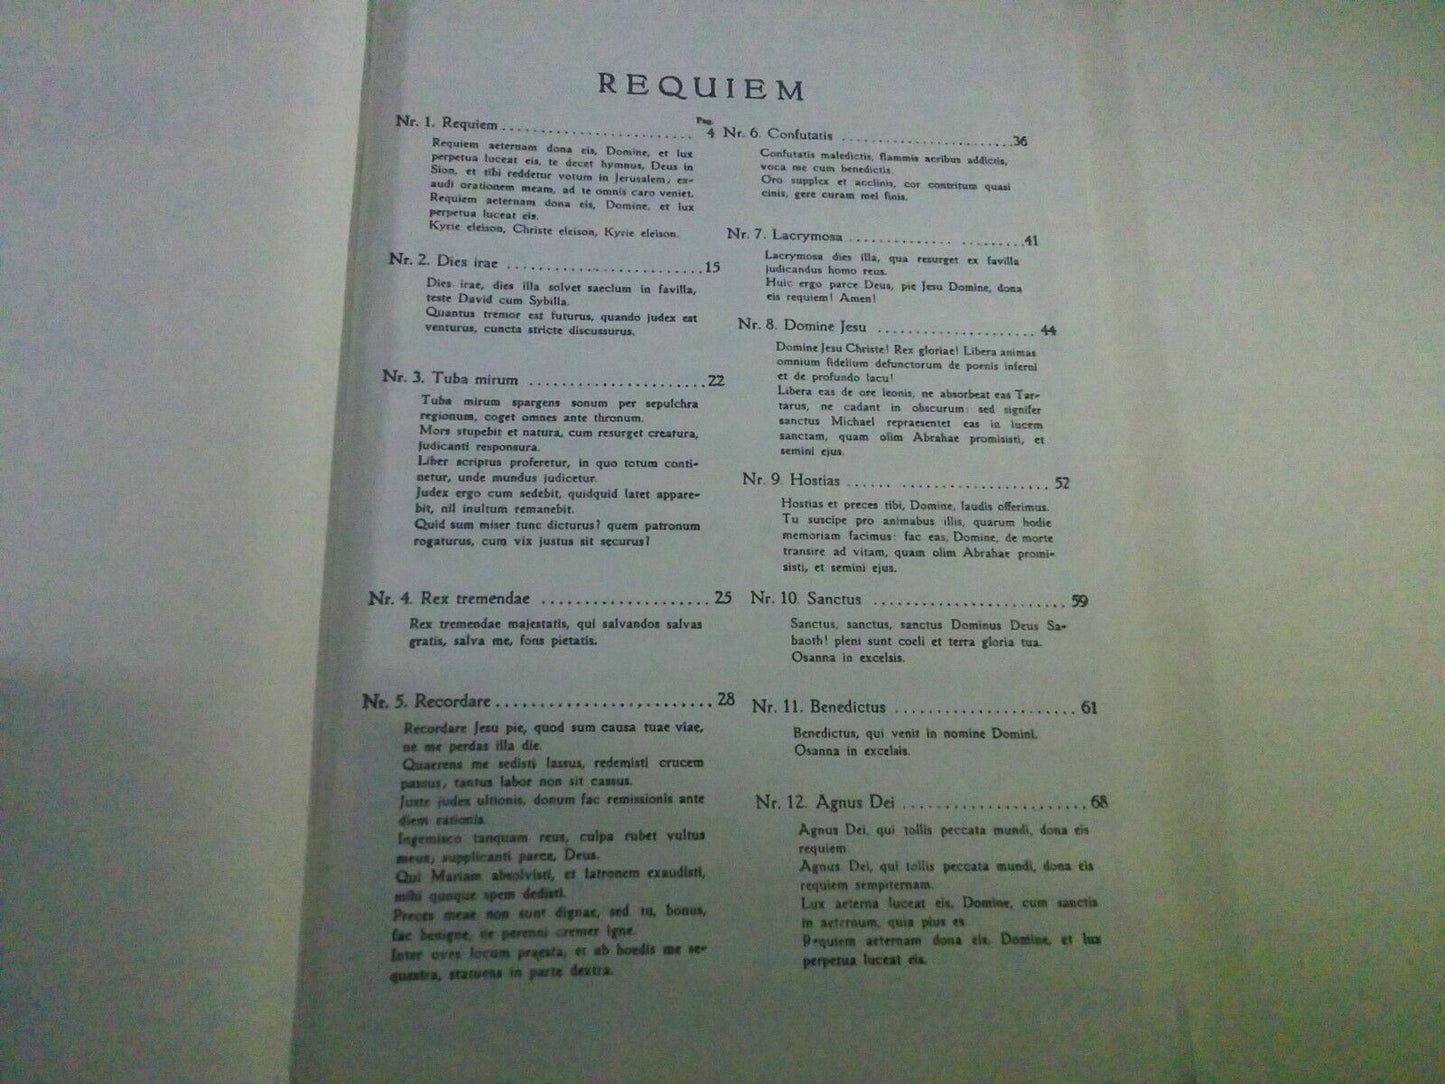 REQUIEM
Pag.
Nr. 1. Requiem ........................ 4
Requiem aeternam dona eis, Domine, et lux
perpetua luceat eis, te decet hymnus, Deus in
Sion, et tibi reddetur votum in Jerusalem, ex-
audi orationem meam, ad te omnis caro veniet.
Requiem aeternam dona eis, Domine, et lux
perpetua luceat eis.
Kyrie eleison, Christe eleison, Kyrie eleison.
Nr. 2. Dies irae ........................ 15
Dies irae, dies illa solvet saeclum in favilla,
teste David cum Sybilla.
Quantus tremor est futurus, quando judex est
venturus, cuncta stricte discussurus.
Nr. 3. Tuba mirum ..................... 22
Tuba mirum spargens sonum per sepulchra
regionum, coget omnes ante thronum.
Mors stupebit et natura, cum resurget creatura,
judicanti responsura.
Liber scriptus proferetur, in quo totum conti-
netur, unde mundus judicetur.
Judex ergo cum sedebit, quidquid latet appare-
bit, nil inultum remanebit.
Quid sum miser tunc dicturus? quem patronum
rogaturus, cum vix justus sit securus?
Nr. 4. Rex tremendae .................... 25
Rex tremendae majestatis, qui salvandos salvas
gratis, salva me, fons pietatis.
Nr. 5. Recordare ........................ 28
Recordare Jesu pie, quod sum causa tuae viae,
ne me perdas illa die.
Quaerens me sedisti lassus, redemisti crucem
passus, tantus labor non sit cassus.
Juste judex ultionis, donum fac remissionis ante
diem rationis.
Ingemisco tanquam reus, culpa rubet vultus
meus, supplicanti parce, Deus.
Qui Mariam absolvisti, et latronem exaudisti,
mihi quoque spem dedisti.
Preces meae non sunt dignae, sed tu, bonus,
fac benigne, ne perenni cremer igne.
Inter oves locum praesta, et ab hoedis me se-
questra, statuens in parte dextra.
Nr. 6. Confutatis ..................... 36
Confutatis maledictis, flammis acribus addictis,
voca me cum benedictis.
Oro supplex et acclinis, cor contritum quasi
cinis, gere curam mei finis.
Nr. 7. Lacrymosa ........................ 41
Lacrymosa dies illa, qua resurget ex favilla
judicandus homo reus.
Huic ergo parce Deus, pie Jesu Domine, dona
eis requiem! Amen!
Nr. 8. Domine Jesu .................... 44
Domine Jesu Christe! Rex gloriae! Libera animas
omnium fidelium defunctorum de poenis inferni
et de profundo lacu!
Libera eas de ore leonis, ne absorbeat eas Tar-
tarus, ne cadant in obscurum: sed signifer
sanctus Michael repraesentet eas in lucem
sanctam, quam olim Abrahae promisisti, et
semini ejus.
Nr. 9. Hostias ........................ 52
Hostias et preces tibi, Domine, laudis offerimus.
Tu suscipe pro animabus illis, quarum hodie
memoriam facimus: fac eas, Domine, de morte
transire ad vitam, quam olim Abrahae promi-
sisti, et semini ejus.
Nr. 10. Sanctus ........................ 59
Sanctus, sanctus, sanctus Dominus Deus Sa-
baoth! pleni sunt coeli et terra gloria tua.
Osanna in excelsis.
Nr. 11. Benedictus ...................... 61
Benedictus, qui venit in nomine Domini.
Osanna in excelsis.
Nr. 12. Agnus Dei ...................... 68
Agnus Dei, qui tollis peccata mundi, dona eis
requiem
Agnus Dei, qui tollis peccata mundi, dona eis
requiem sempiternam.
Lux aeterna luceat eis, Domine, cum sanctis
in aeternum, quia pius es
Requiem aeternam dona eis, Domine, et lux
perpetua luceat eis.